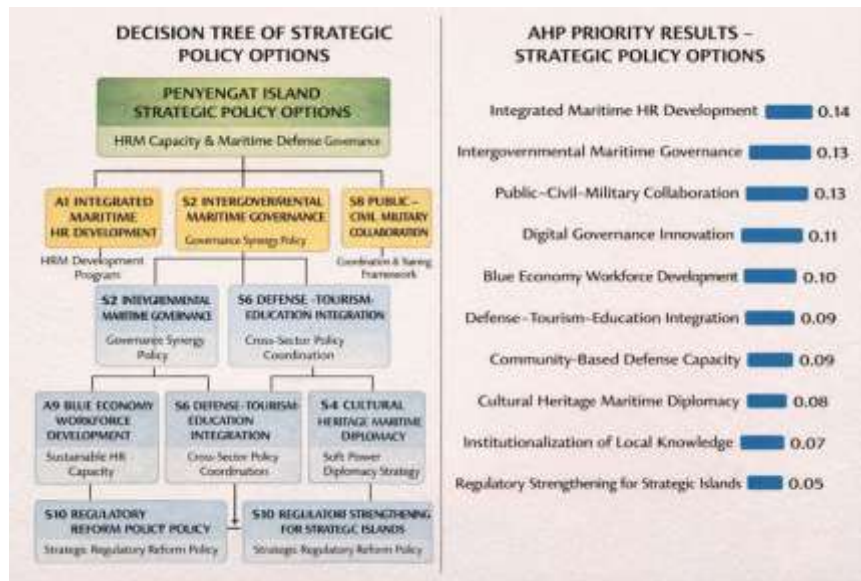 DECISION TREE OF STRATEGIC
POLICY OPTIONS
PENYENGAT ISLAND
STRATEGIC POLICY OPTIONS
HRM Capacity & Maritime Defense Governance
A1 INTEGRATED
MARITIME
HR DEVELOPMENT
HRM Development
Program
S2 INTERGOVERMENTAL
MARITIME GOVERNANCE
Governance Synergy Policy
S8 PUBLIC –
CIVIL MILITARY
COLLABORATION
Coordination & Training
Framework
S2
MARITIME GOVERNANCE
Governance Synergy
Policy
S6 DEFENSE -TOURISM-
EDUCATION INTEGRATION
Cross-Sector Policy
Coordination
A9 BLUE ECONOMY
WORKFORCE
DEVELOPMENT
Sustainable HR
Capacity
S6 DEFENSE-TOURISM-
EDUCATION
INTEGRATION
Cross-Sector Policy
Coordination
S-4 CULTURAL
HERITAGE MARITIME
DIPLOMACY
Soft Power
Diplomacy Strategy
S10 REGULATORY
REFORM POLICT POLICY
Strategic Regulatory Reform Policy
S10 REGULATORI STRENGTHENING
FOR STRATEGIC ISLANDS
Strategic Regulatory Reform Policy
AHP PRIORITY RESULTS –
STRATEGIC POLICY OPTIONS
Integrated Maritime HR Development 0.14
Intergovernmental Maritime Governance 0.13
Public–Civil–Military Collaboration 0.13
Digital Governance Innovation 0.11
Blue Economy Workforce Development 0.10
Defense–Tourism–Education Integration 0.09
Community-Based Defense Capacity 0.09
Cultural Heritage Maritime Diplomacy 0.08
Institutionalization of Local Knowledge 0.07
Regulatory Strengthening for Strategic Islands 0.05